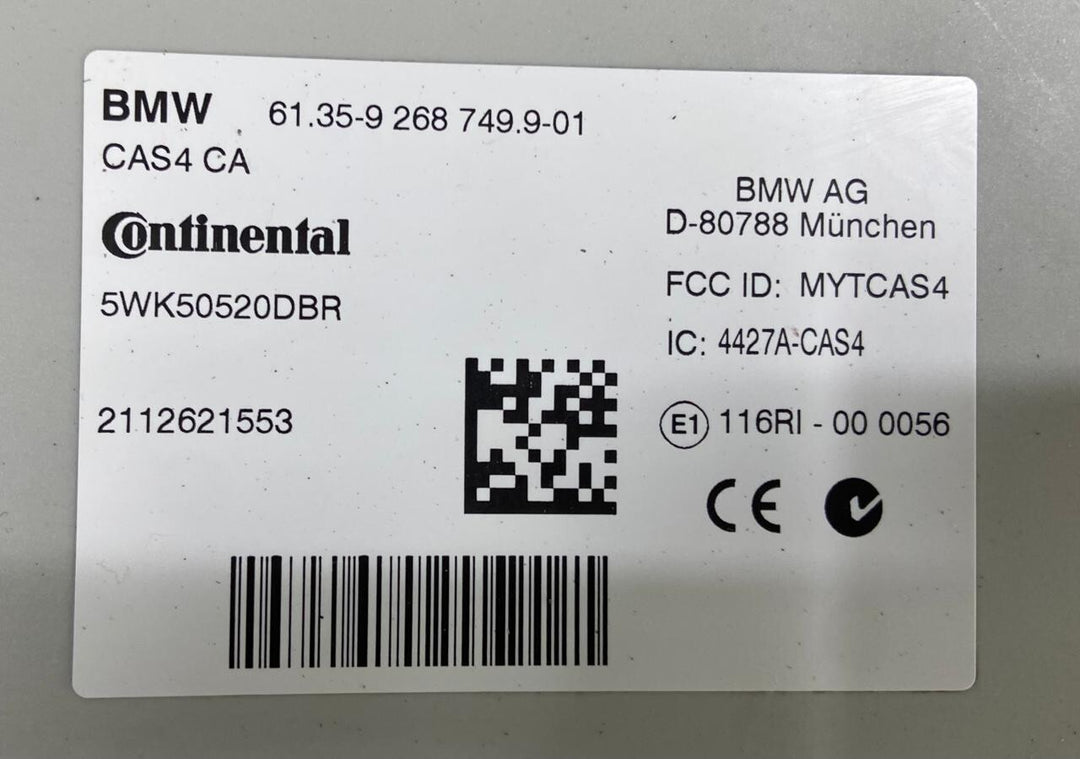 BMW 61.35-9 268 749.9-01
CAS4 CA
Continental
5WK50520DBR
2112621553
BMW AG
D-80788 München
FCC ID: MYTCAS4
IC: 4427A-CAS4
E1 116RI - 00 0056
CE